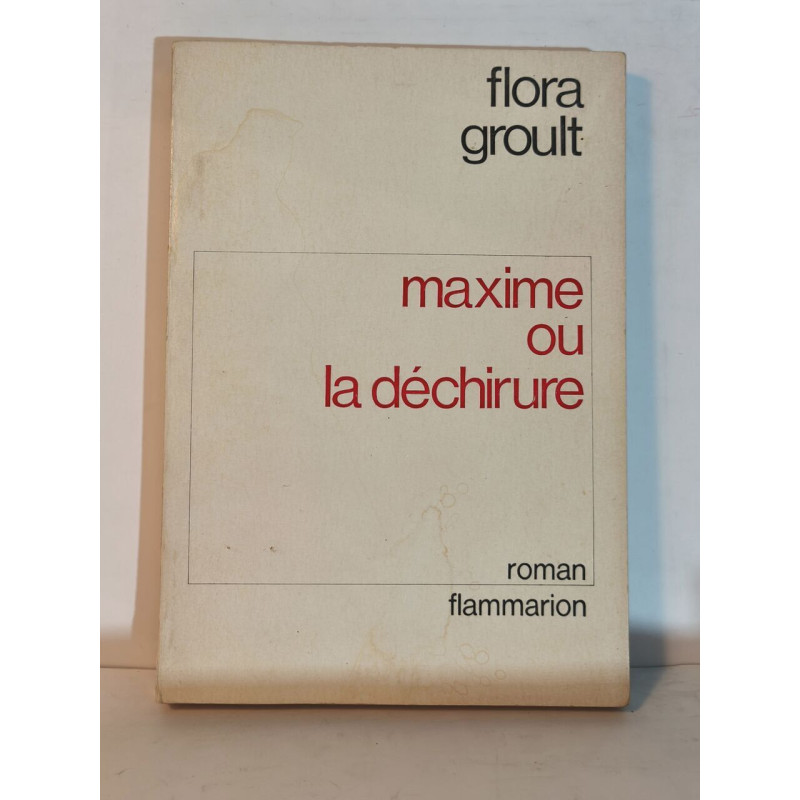 flora
groult
maxime
ou
la déchirure
roman
flammarion